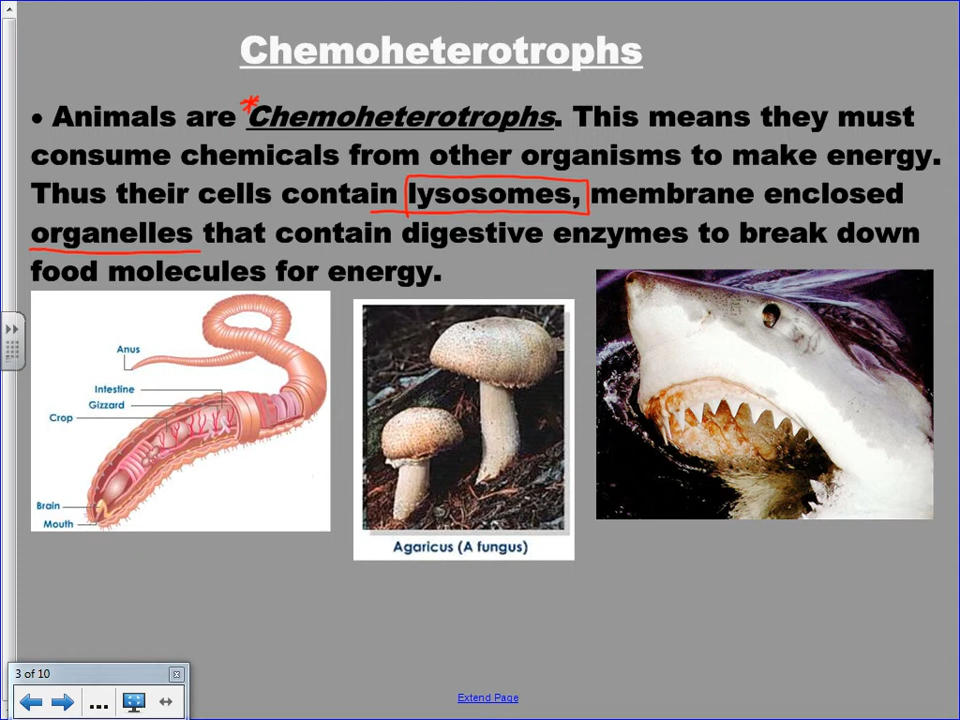 Chemoheterotrophs
• Animals are *Chemoheterotrophs. This means they must
consume chemicals from other organisms to make energy.
Thus their cells contain lysosomes, membrane enclosed
organelles that contain digestive enzymes to break down
food molecules for energy.
Anus
Intestine
Gizzard
Crop
Brain
Mouth
Agaricus (A fungus)
3 of 10
...
Extend Page